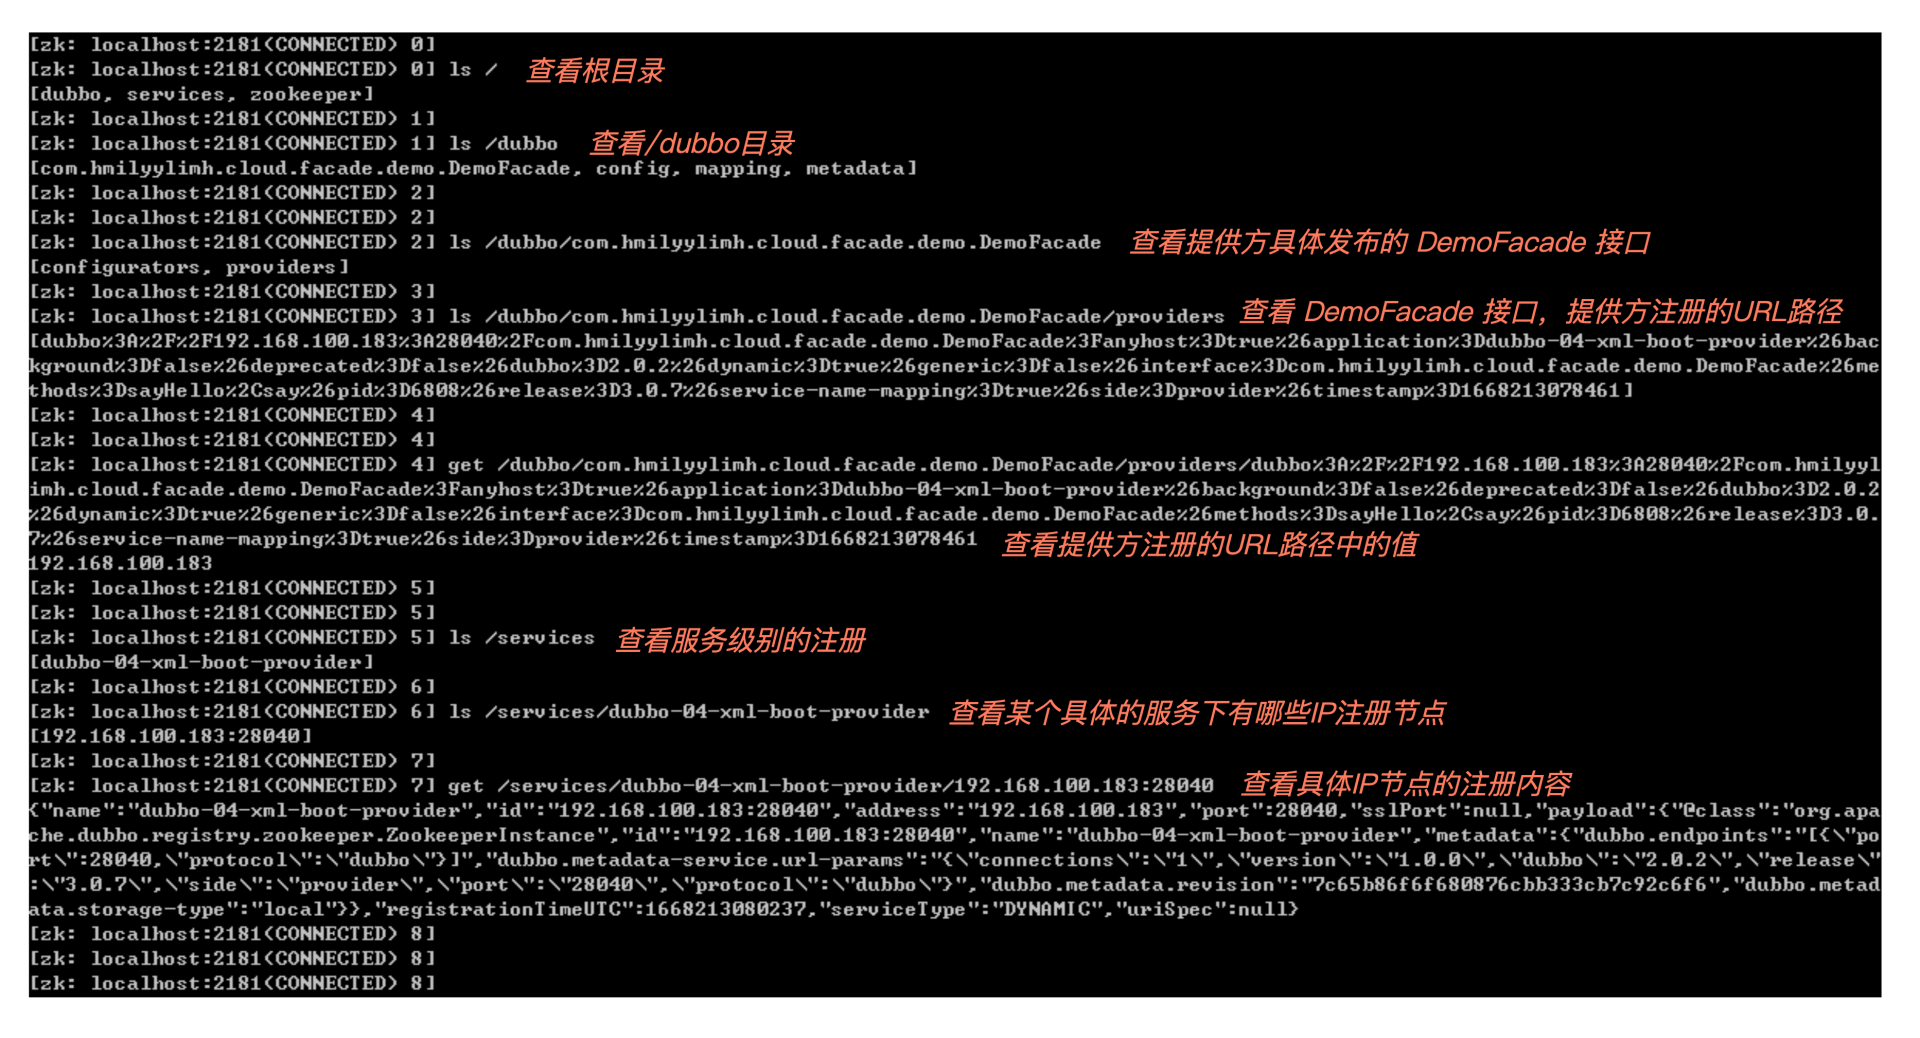 [zk: localhost:2181(CONNECTED) 0]
[zk: localhost:2181(CONNECTED) 0] ls / 查看根目录
[dubbo, services, zookeeper]
[zk: localhost:2181(CONNECTED) 1]
[zk: localhost:2181(CONNECTED) 1] ls /dubbo 查看/dubbo目录
[com.hmilyylimh.cloud.facade.demo.DemoFacade, config, mapping, metadata]
[zk: localhost:2181(CONNECTED) 2]
[zk: localhost:2181(CONNECTED) 2]
[zk: localhost:2181(CONNECTED) 2] ls /dubbo/com.hmilyylimh.cloud.facade.demo.DemoFacade 查看提供方具体发布的 DemoFacade 接口
[configurators, providers]
[zk: localhost:2181(CONNECTED) 3]
[zk: localhost:2181(CONNECTED) 3] ls /dubbo/com.hmilyylimh.cloud.facade.demo.DemoFacade/providers 查看 DemoFacade 接口，提供方注册的URL路径
[dubbo%3A%2F%2F192.168.100.183%3A28040%2Fcom.hmilyylimh.cloud.facade.demo.DemoFacade%3Fanyhost%3Dtrue%26application%3Ddubbo-04-xml-boot-provider%26bac
kground%3Dfalse%26deprecated%3Dfalse%26dubbo%3D2.0.2%26dynamic%3Dtrue%26generic%3Dfalse%26interface%3Dcom.hmilyylimh.cloud.facade.demo.DemoFacade%26me
thods%3DsayHello%2Csay%26pid%3D6808%26release%3D3.0.7%26service-name-mapping%3Dtrue%26side%3Dprovider%26timestamp%3D1668213078461]
[zk: localhost:2181(CONNECTED) 4]
[zk: localhost:2181(CONNECTED) 4]
[zk: localhost:2181(CONNECTED) 4] get /dubbo/com.hmilyylimh.cloud.facade.demo.DemoFacade/providers/dubbo%3A%2F%2F192.168.100.183%3A28040%2Fcom.hmilyyl
imh.cloud.facade.demo.DemoFacade%3Fanyhost%3Dtrue%26application%3Ddubbo-04-xml-boot-provider%26background%3Dfalse%26deprecated%3Dfalse%26dubbo%3D2.0.2
%26dynamic%3Dtrue%26generic%3Dfalse%26interface%3Dcom.hmilyylimh.cloud.facade.demo.DemoFacade%26methods%3DsayHello%2Csay%26pid%3D6808%26release%3D3.0.
7%26service-name-mapping%3Dtrue%26side%3Dprovider%26timestamp%3D1668213078461 查看提供方注册的URL路径中的值
192.168.100.183
[zk: localhost:2181(CONNECTED) 5]
[zk: localhost:2181(CONNECTED) 5]
[zk: localhost:2181(CONNECTED) 5] ls /services 查看服务级别的注册
[dubbo-04-xml-boot-provider]
[zk: localhost:2181(CONNECTED) 6]
[zk: localhost:2181(CONNECTED) 6] ls /services/dubbo-04-xml-boot-provider 查看某个具体的服务下有哪些IP注册节点
[192.168.100.183:28040]
[zk: localhost:2181(CONNECTED) 7]
[zk: localhost:2181(CONNECTED) 7] get /services/dubbo-04-xml-boot-provider/192.168.100.183:28040 查看具体IP节点的注册内容
{"name":"dubbo-04-xml-boot-provider","id":"192.168.100.183:28040","address":"192.168.100.183","port":28040,"sslPort":null,"payload":{"@class":"org.apa
che.dubbo.registry.zookeeper.ZookeeperInstance","id":"192.168.100.183:28040","name":"dubbo-04-xml-boot-provider","metadata":{"dubbo.endpoints":"[{\"po
rt\":28040,\"protocol\":\"dubbo\"}]","dubbo.metadata-service.url-params":"{\"connections\":\"1\",\"version\":\"1.0.0\",\"dubbo\":\"2.0.2\",\"release\"
:\"3.0.7\",\"side\":\"provider\",\"port\":\"28040\",\"protocol\":\"dubbo\"}","dubbo.metadata.revision":"7c65b86f6f680876cbb333cb7c92c6f6","dubbo.metad
ata.storage-type":"local"}},"registrationTimeUTC":1668213080237,"serviceType":"DYNAMIC","uriSpec":null}
[zk: localhost:2181(CONNECTED) 8]
[zk: localhost:2181(CONNECTED) 8]
[zk: localhost:2181(CONNECTED) 8]